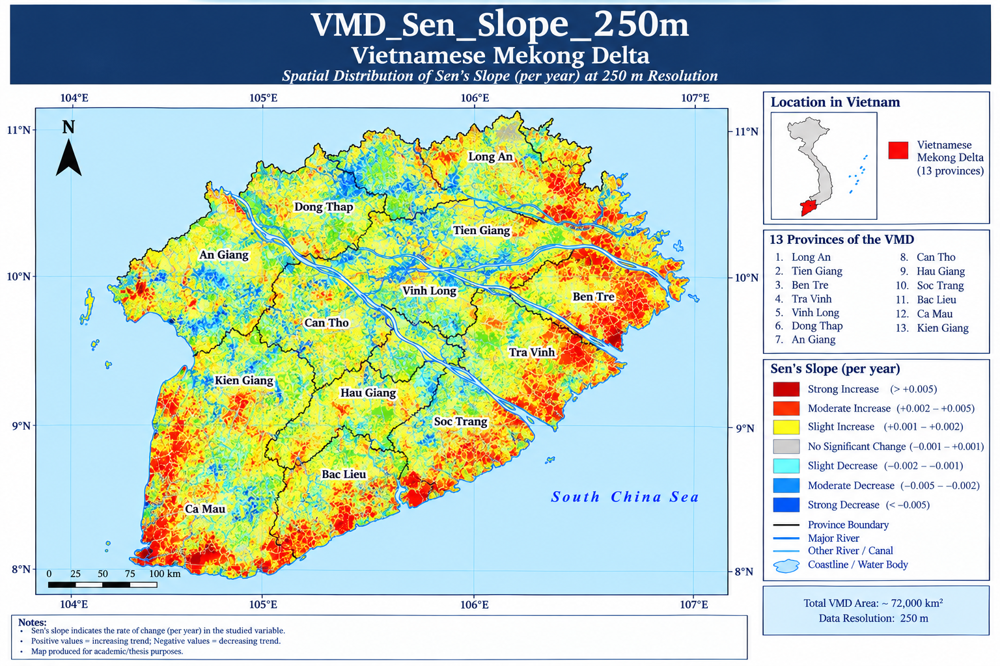 VMD_Sen_Slope_250m
Vietnamese Mekong Delta
Spatial Distribution of Sen's Slope (per year) at 250 m Resolution
104°E 105°E 106°E 107°E
N
11°N 11°N
Long An
Dong Thap
Tien Giang
An Giang
10°N 10°N
Vinh Long
Ben Tre
Can Tho
Tra Vinh
Kien Giang
Hau Giang
Soc Trang
9°N 9°N
Bac Lieu
South China Sea
Ca Mau
8°N 8°N
0 25 50 75 100 km
104°E 105°E 106°E 107°E
Location in Vietnam
Vietnamese
Mekong Delta
(13 provinces)
13 Provinces of the VMD
1. Long An
2. Tien Giang
3. Ben Tre
4. Tra Vinh
5. Vinh Long
6. Dong Thap
7. An Giang
8. Can Tho
9. Hau Giang
10. Soc Trang
11. Bac Lieu
12. Ca Mau
13. Kien Giang
Sen's Slope (per year)
Strong Increase (> +0.005)
Moderate Increase (+0.002 – +0.005)
Slight Increase (+0.001 – +0.002)
No Significant Change (−0.001 – +0.001)
Slight Decrease (−0.002 – −0.001)
Moderate Decrease (−0.005 – −0.002)
Strong Decrease (< −0.005)
Province Boundary
Major River
Other River / Canal
Coastline / Water Body
Total VMD Area: ~ 72,000 km²
Data Resolution: 250 m
Notes:
• Sen's slope indicates the rate of change (per year) in the studied variable.
• Positive values = increasing trend; Negative values = decreasing trend.
• Map produced for academic/thesis purposes.